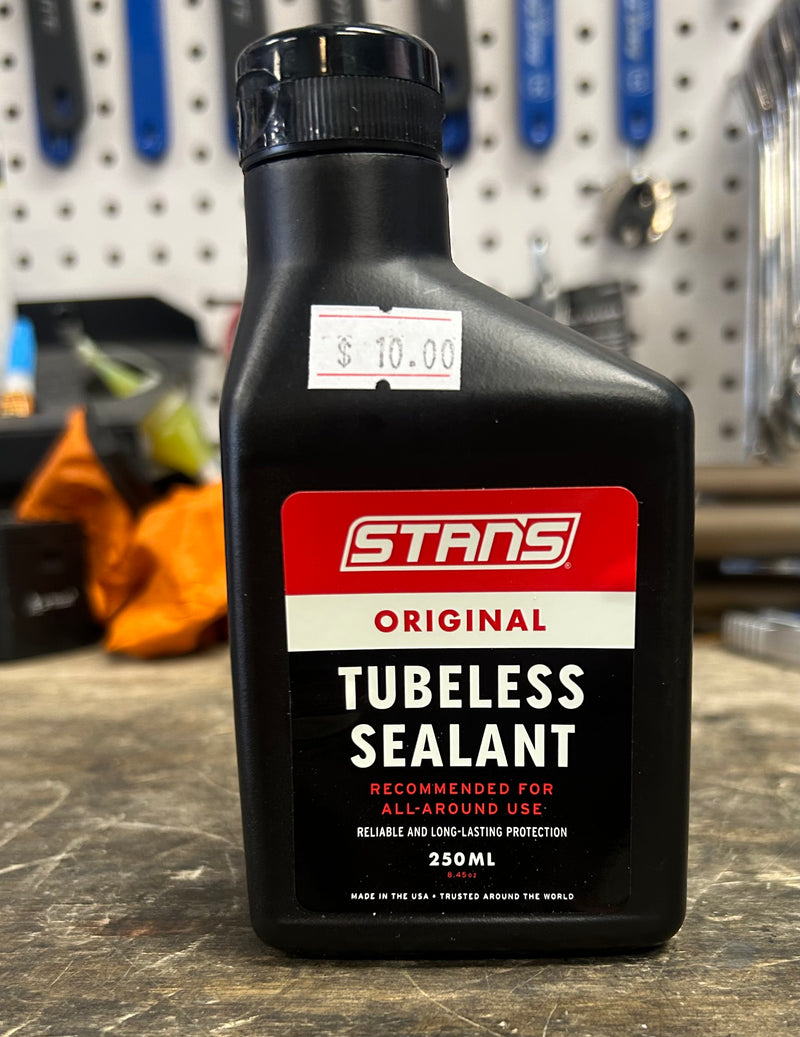 $ 10.00
STAN'S®
ORIGINAL
TUBELESS
SEALANT
RECOMMENDED FOR
ALL-AROUND USE
RELIABLE AND LONG-LASTING PROTECTION
250ML
8.45oz
MADE IN THE USA • TRUSTED AROUND THE WORLD